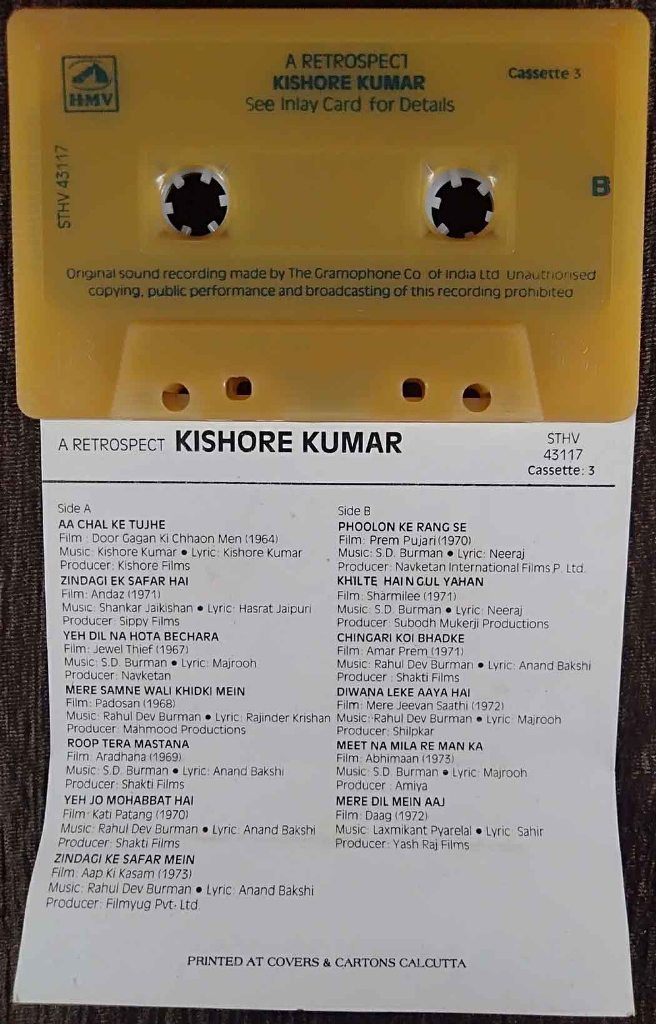 HMV
A RETROSPECT
KISHORE KUMAR
See Inlay Card for Details
Cassette 3
STHV 43117
B
Original sound recording made by The Gramophone Co of India Ltd Unauthorised
copying, public performance and broadcasting of this recording prohibited
A RETROSPECT KISHORE KUMAR
STHV
43117
Cassette: 3
Side A
AA CHAL KE TUJHE
Film: Door Gagan Ki Chhaon Men (1964)
Music: Kishore Kumar ● Lyric: Kishore Kumar
Producer: Kishore Films
ZINDAGI EK SAFAR HAI
Film: Andaz (1971)
Music: Shankar Jaikishan ● Lyric: Hasrat Jaipuri
Producer: Sippy Films
YEH DIL NA HOTA BECHARA
Film: Jewel Thief (1967)
Music: S.D. Burman ● Lyric: Majrooh
Producer: Navketan
MERE SAMNE WALI KHIDKI MEIN
Film: Padosan (1968)
Music: Rahul Dev Burman ● Lyric: Rajinder Krishan
Producer: Mahmood Productions
ROOP TERA MASTANA
Film: Aradhana (1969)
Music: S.D. Burman ● Lyric: Anand Bakshi
Producer: Shakti Films
YEH JO MOHABBAT HAI
Film: Kati Patang (1970)
Music: Rahul Dev Burman ● Lyric: Anand Bakshi
Producer: Shakti Films
ZINDAGI KE SAFAR MEIN
Film: Aap Ki Kasam (1973)
Music: Rahul Dev Burman ● Lyric: Anand Bakshi
Producer: Filmyug Pvt. Ltd.
Side B
PHOOLON KE RANG SE
Film: Prem Pujari (1970)
Music: S.D. Burman ● Lyric: Neeraj
Producer: Navketan International Films P. Ltd.
KHILTE HAIN GUL YAHAN
Film: Sharmilee (1971)
Music: S.D. Burman ● Lyric: Neeraj
Producer: Subodh Mukerji Productions
CHINGARI KOI BHADKE
Film: Amar Prem (1971)
Music: Rahul Dev Burman ● Lyric: Anand Bakshi
Producer: Shakti Films
DIWANA LEKE AAYA HAI
Film: Mere Jeevan Saathi (1972)
Music: Rahul Dev Burman ● Lyric: Majrooh
Producer: Shilpkar
MEET NA MILA RE MAN KA
Film: Abhimaan (1973)
Music: S.D. Burman ● Lyric: Majrooh
Producer: Amiya
MERE DIL MEIN AAJ
Film: Daag (1972)
Music: Laxmikant Pyarelal ● Lyric: Sahir
Producer: Yash Raj Films
PRINTED AT COVERS & CARTONS CALCUTTA